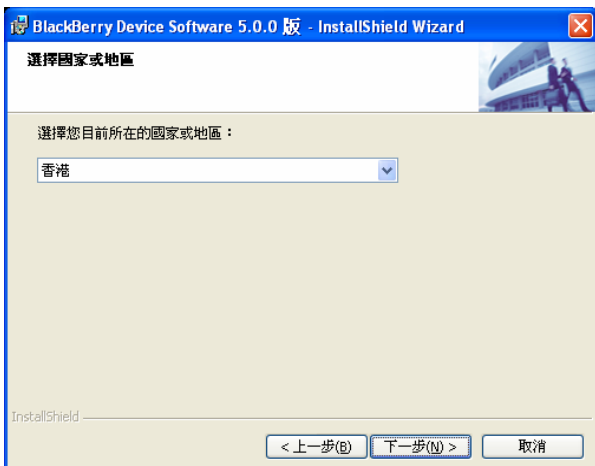 BlackBerry Device Software 5.0.0 版 - InstallShield Wizard
選擇國家或地區
選擇您目前所在的國家或地區：
香港
InstallShield
< 上一步(B) 下一步(N) > 取消